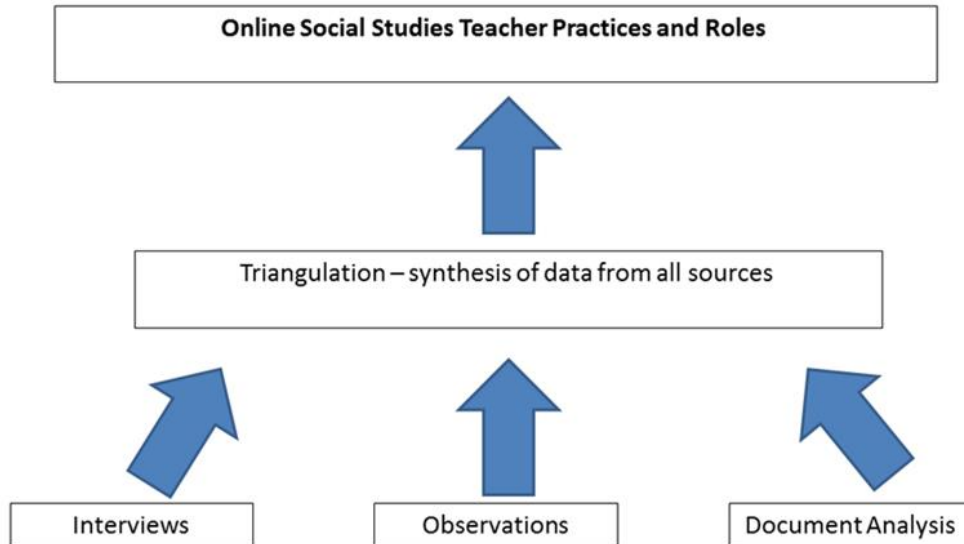 Online Social Studies Teacher Practices and Roles
Triangulation – synthesis of data from all sources
Interviews
Observations
Document Analysis